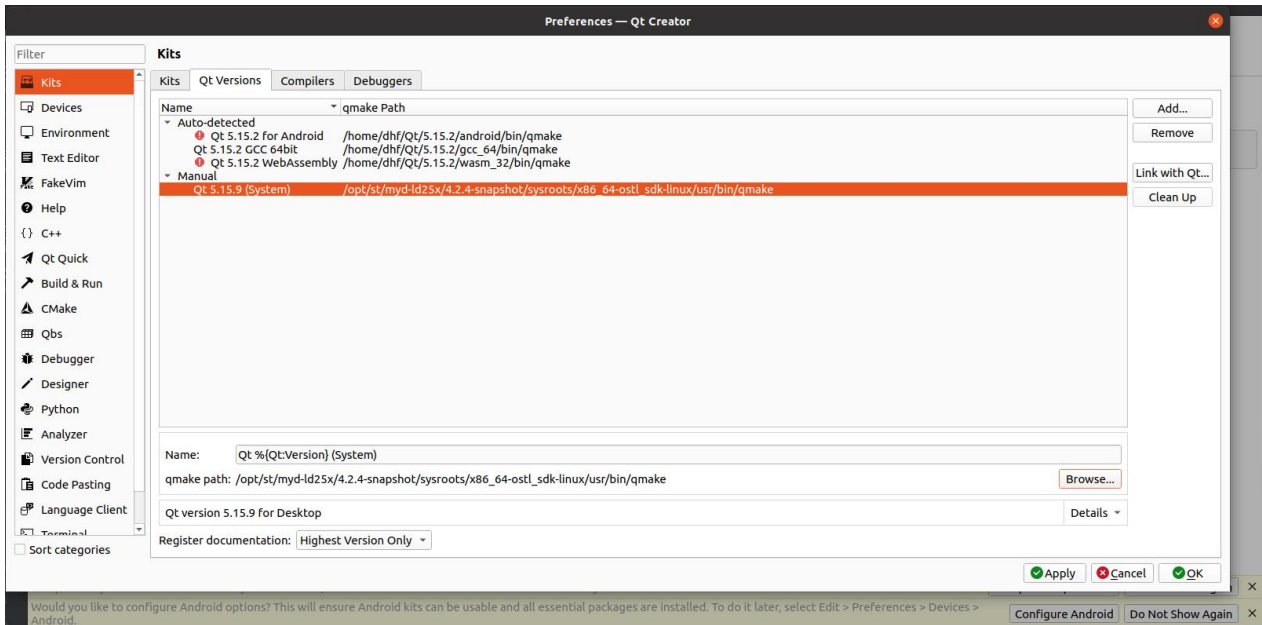 Preferences — Qt Creator
Filter
Kits
Kits
Devices
Environment
Text Editor
FakeVim
Help
{} C++
Qt Quick
Build & Run
CMake
Qbs
Debugger
Designer
Python
Analyzer
Version Control
Code Pasting
Language Client
Terminal
Sort categories
Kits Qt Versions Compilers Debuggers
Name qmake Path
Auto-detected
Qt 5.15.2 for Android /home/dhf/Qt/5.15.2/android/bin/qmake
Qt 5.15.2 GCC 64bit /home/dhf/Qt/5.15.2/gcc_64/bin/qmake
Qt 5.15.2 WebAssembly /home/dhf/Qt/5.15.2/wasm_32/bin/qmake
Manual
Qt 5.15.9 (System) /opt/st/myd-ld25x/4.2.4-snapshot/sysroots/x86_64-ostl_sdk-linux/usr/bin/qmake
Add...
Remove
Link with Qt...
Clean Up
Name: Qt %{Qt:Version} (System)
qmake path: /opt/st/myd-ld25x/4.2.4-snapshot/sysroots/x86_64-ostl_sdk-linux/usr/bin/qmake Browse...
Qt version 5.15.9 for Desktop Details
Register documentation: Highest Version Only
Apply Cancel OK
Would you like to configure Android options? This will ensure Android kits can be usable and all essential packages are installed. To do it later, select Edit > Preferences > Devices >
Android.
Configure Android Do Not Show Again